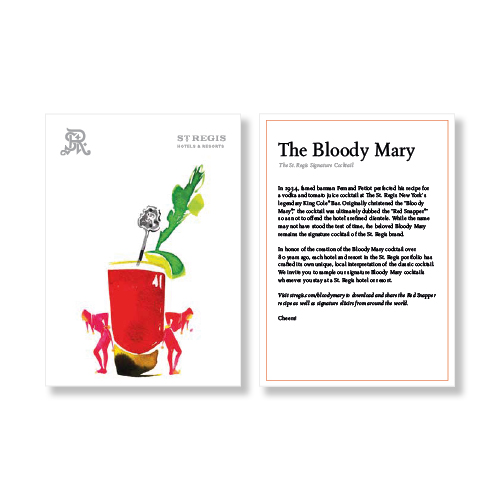 ST REGIS
HOTELS & RESORTS
41
The Bloody Mary
The St. Regis Signature Cocktail
In 1934, famed barman Fernand Petiot perfected his recipe for
a vodka and tomato juice cocktail at The St. Regis New York's
legendary King Cole® Bar. Originally christened the "Bloody
Mary," the cocktail was ultimately dubbed the "Red Snapper"
so as not to offend the hotel's refined clientele. While the name
may not have stood the test of time, the beloved Bloody Mary
remains the signature cocktail of the St. Regis brand.
In honor of the creation of the Bloody Mary cocktail over
80 years ago, each hotel and resort in the St. Regis portfolio has
crafted its own unique, local interpretation of the classic cocktail.
We invite you to sample our signature Bloody Mary cocktails
whenever you stay at a St. Regis hotel or resort.
Visit stregis.com/bloodymary to download and share the Red Snapper
recipe as well as signature elixirs from around the world.
Cheers!